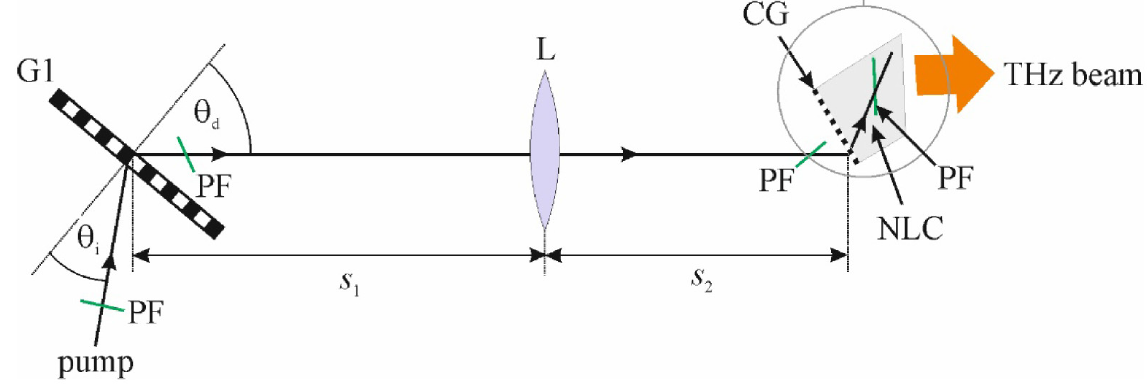 CG
L
G1
THz beam
θd
PF
PF
PF
NLC
θi
s1
s2
PF
pump